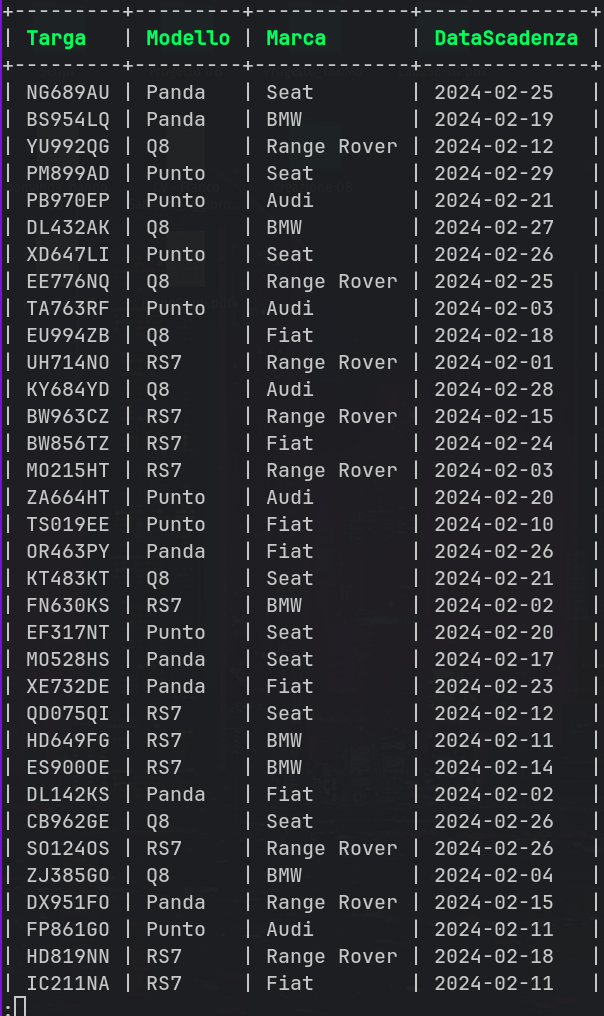 +----------+---------+-------------+--------------+
| Targa    | Modello | Marca       | DataScadenza |
+----------+---------+-------------+--------------+
| NG689AU | Panda   | Seat        | 2024-02-25   |
| BS954LQ | Panda   | BMW         | 2024-02-19   |
| YU992QG | Q8      | Range Rover | 2024-02-12   |
| PM899AD | Punto   | Seat        | 2024-02-29   |
| PB970EP | Punto   | Audi        | 2024-02-21   |
| DL432AK | Q8      | BMW         | 2024-02-27   |
| XD647LI | Punto   | Seat        | 2024-02-26   |
| EE776NQ | Q8      | Range Rover | 2024-02-25   |
| TA763RF | Punto   | Audi        | 2024-02-03   |
| EU994ZB | Q8      | Fiat        | 2024-02-18   |
| UH714NO | RS7     | Range Rover | 2024-02-01   |
| KY684YD | Q8      | Audi        | 2024-02-28   |
| BW963CZ | RS7     | Range Rover | 2024-02-15   |
| BW856TZ | RS7     | Fiat        | 2024-02-24   |
| MO215HT | RS7     | Range Rover | 2024-02-03   |
| ZA664HT | Punto   | Audi        | 2024-02-20   |
| TS019EE | Punto   | Fiat        | 2024-02-10   |
| OR463PY | Panda   | Fiat        | 2024-02-26   |
| KT483KT | Q8      | Seat        | 2024-02-21   |
| FN630KS | RS7     | BMW         | 2024-02-02   |
| EF317NT | Punto   | Seat        | 2024-02-20   |
| MO528HS | Panda   | Seat        | 2024-02-17   |
| XE732DE | Panda   | Fiat        | 2024-02-23   |
| QD075QI | RS7     | Seat        | 2024-02-12   |
| HD649FG | RS7     | BMW         | 2024-02-11   |
| ES900OE | RS7     | BMW         | 2024-02-14   |
| DL142KS | Panda   | Fiat        | 2024-02-02   |
| CB962GE | Q8      | Seat        | 2024-02-26   |
| SO124OS | RS7     | Range Rover | 2024-02-26   |
| ZJ385GO | Q8      | BMW         | 2024-02-04   |
| DX951FO | Panda   | Range Rover | 2024-02-15   |
| FP861GO | Punto   | Audi        | 2024-02-11   |
| HD819NN | RS7     | Range Rover | 2024-02-18   |
| IC211NA | RS7     | Fiat        | 2024-02-11   |
: